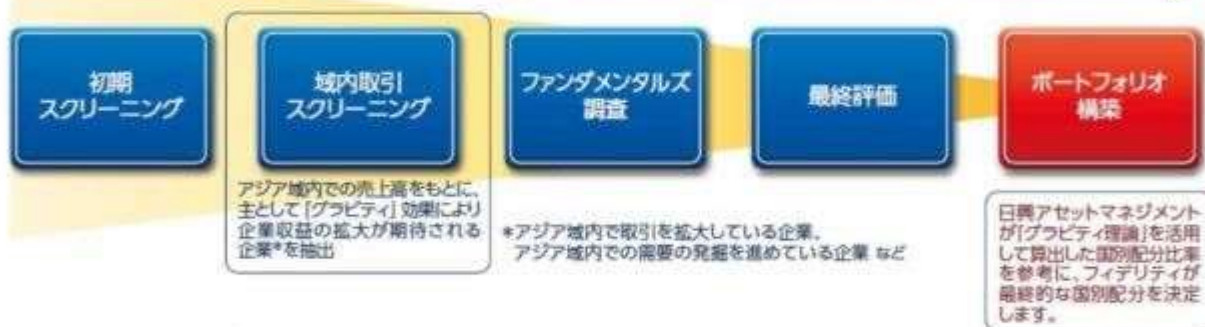 初期
スクリーニング
域内取引
スクリーニング
ファンダメンタルズ
調査
最終評価
ポートフォリオ
構築
アジア域内での売上高をもとに、
主として「グラビティ」効果により
企業収益の拡大が期待される
企業*を抽出
*アジア域内で取引を拡大している企業、
アジア域内での需要の発掘を進めている企業 など
日興アセットマネジメント
が「グラビティ理論」を活用
して算出した国別配分比率
を参考に、フィデリティが
最終的な国別配分を決定
します。